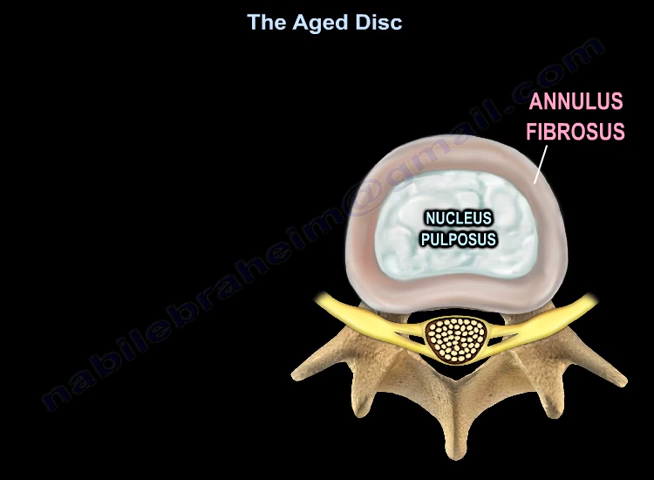 The Aged Disc
ANNULUS
FIBROSUS
NUCLEUS
PULPOSUS
nabilebraheim@gmail.com